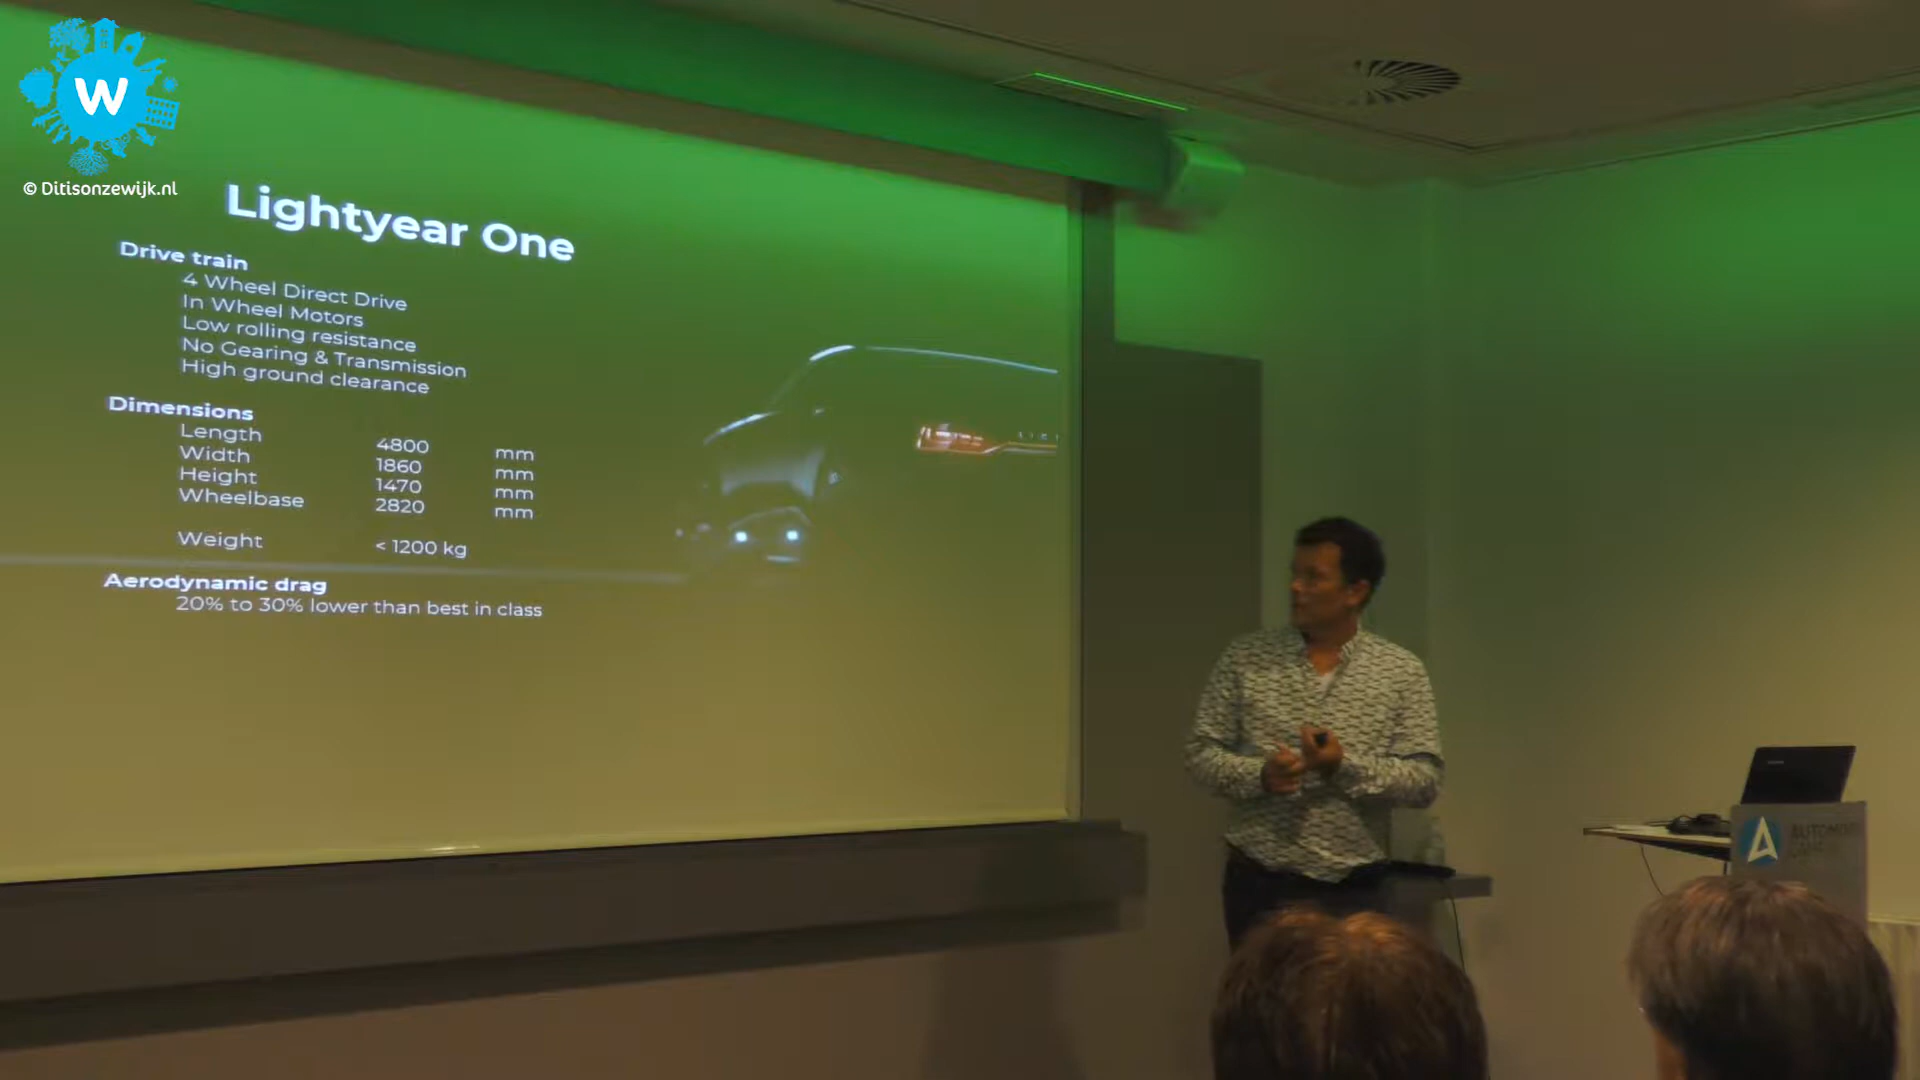 W
© Ditisonzewijk.nl
Lightyear One
Drive train
4 Wheel Direct Drive
In Wheel Motors
Low rolling resistance
No Gearing & Transmission
High ground clearance
Dimensions
Length 4800 mm
Width 1860 mm
Height 1470 mm
Wheelbase 2820 mm
Weight < 1200 kg
Aerodynamic drag
20% to 30% lower than best in class